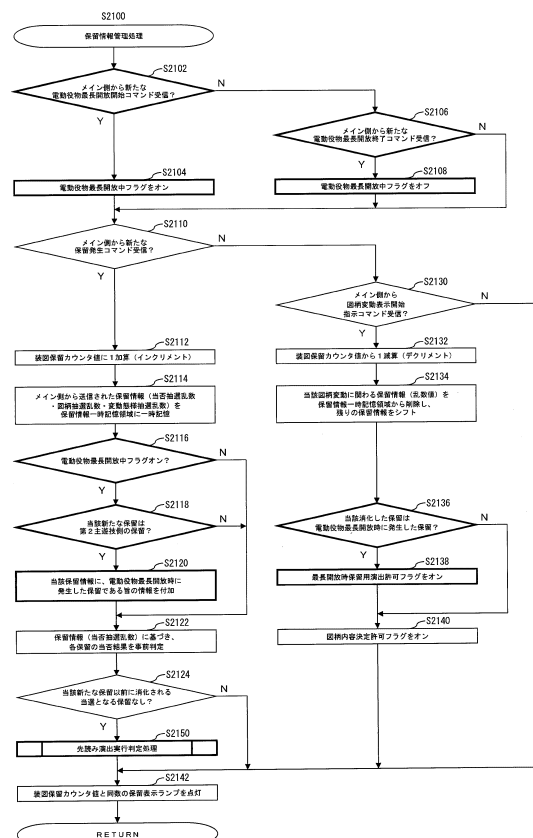 S2100
保留情報管理処理
S2102
メイン側から新たな
電動役物最長開放開始コマンド受信?
N
Y
S2106
メイン側から新たな
電動役物最長開放終了コマンド受信?
N
Y
S2104
電動役物最長開放中フラグをオン
S2108
電動役物最長開放中フラグをオフ
S2110
メイン側から新たな
保留発生コマンド受信?
N
Y
S2130
メイン側から
図柄変動表示開始
指示コマンド受信?
N
Y
S2112
装図保留カウンタ値に1加算(インクリメント)
S2132
装図保留カウンタ値から1減算(デクリメント)
S2114
メイン側から送信された保留情報(当否抽選乱数
・図柄抽選乱数・変動態様抽選乱数)を
保留情報一時記憶領域に一時記憶
S2134
当該図柄変動に関わる保留情報(乱数値)を
保留情報一時記憶領域から削除し、
残りの保留情報をシフト
S2116
電動役物最長開放中フラグオン?
N
Y
S2118
当該新たな保留は
第2主遊技側の保留?
N
Y
S2136
当該消化した保留は
電動役物最長開放時に発生した保留?
N
Y
S2120
当該保留情報に、電動役物最長開放時に
発生した保留である旨の情報を付加
S2138
最長開放時保留用演出許可フラグをオン
S2122
保留情報(当否抽選乱数)に基づき、
各保留の当否結果を事前判定
S2140
図柄内容決定許可フラグをオン
S2124
当該新たな保留以前に消化される
当選となる保留なし?
N
Y
S2150
先読み演出実行判定処理
S2142
装図保留カウンタ値と同数の保留表示ランプを点灯
RETURN